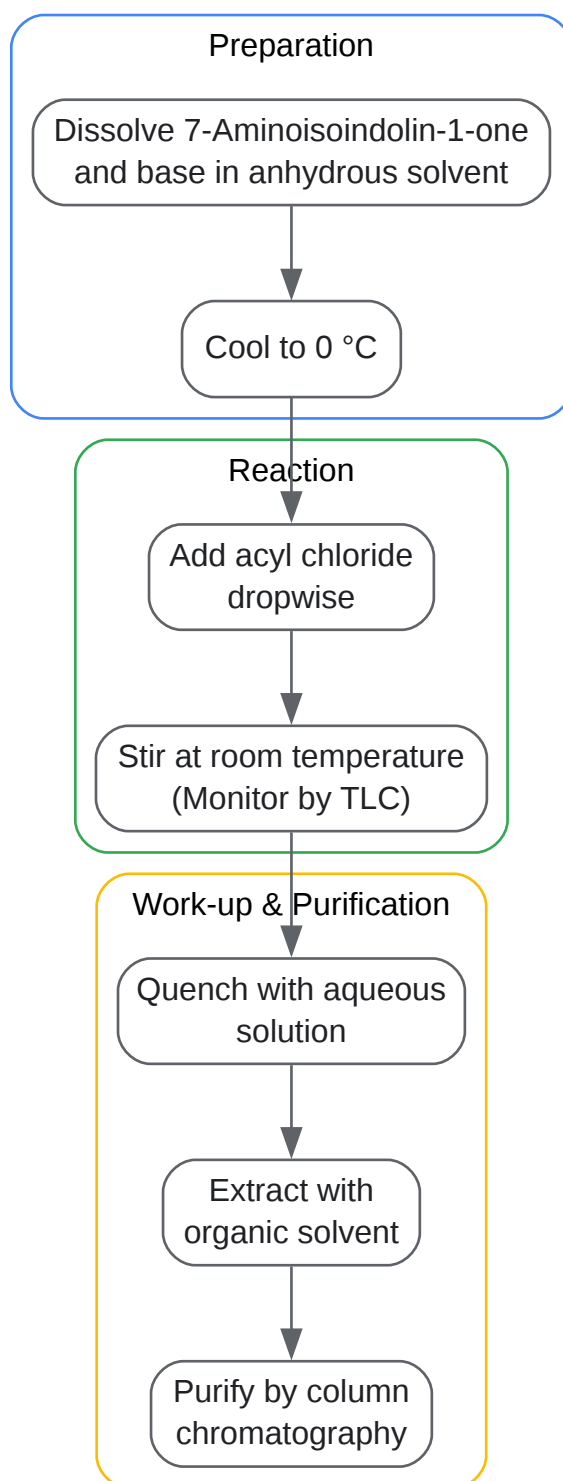 Preparation
Dissolve 7-Aminoisoindolin-1-one
and base in anhydrous solvent
Cool to 0 °C
Reaction
Add acyl chloride
dropwise
Stir at room temperature
(Monitor by TLC)
Work-up & Purification
Quench with aqueous
solution
Extract with
organic solvent
Purify by column
chromatography